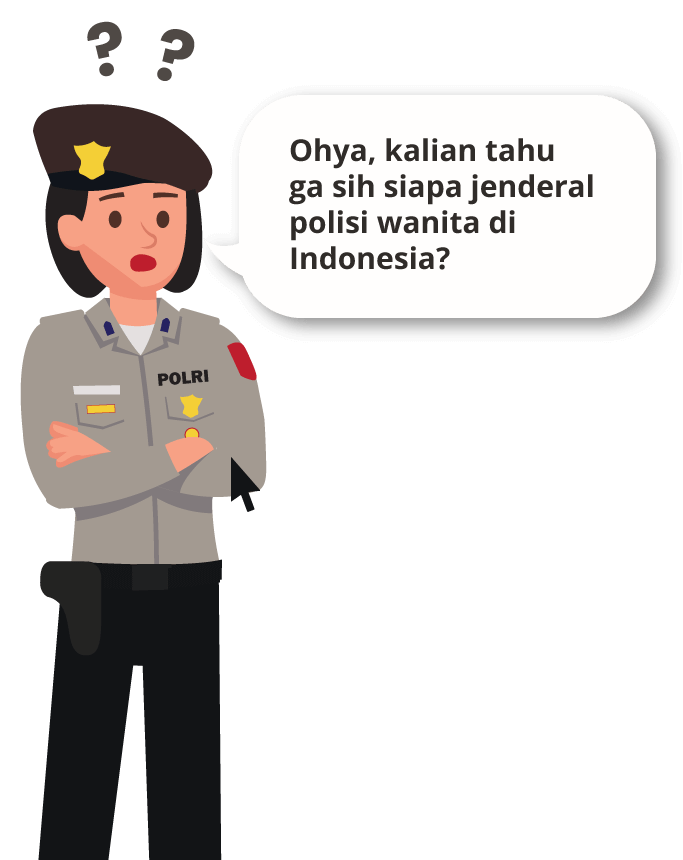 ? ?
Ohya, kalian tahu
ga sih siapa jenderal
polisi wanita di
Indonesia?
POLRI